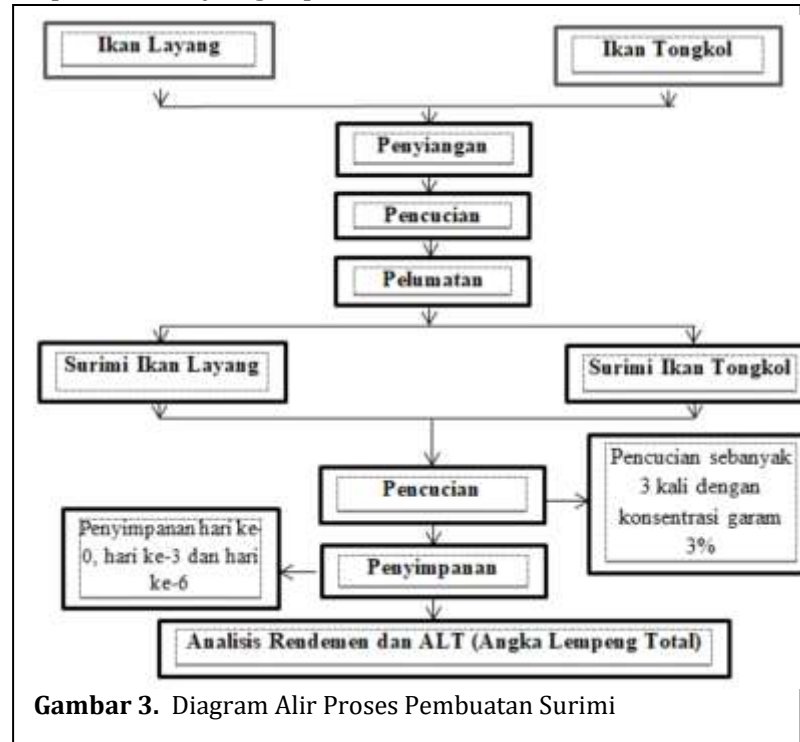 Ikan Layang
Ikan Tongkol
Penyiangan
Pencucian
Pelumatan
Surimi Ikan Layang
Surimi Ikan Tongkol
Pencucian
Pencucian sebanyak
3 kali dengan
konsentrasi garam
3%
Penyimpanan hari ke-
0, hari ke-3 dan hari
ke-6
Penyimpanan
Analisis Rendemen dan ALT (Angka Lempeng Total)
Gambar 3. Diagram Alir Proses Pembuatan Surimi